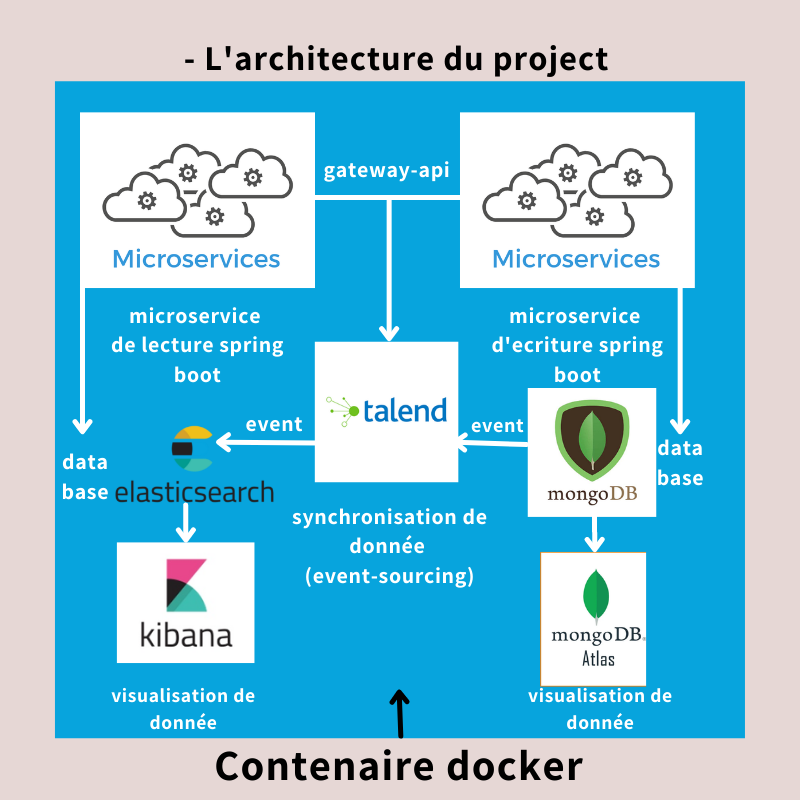 - L'architecture du project
gateway-api
Microservices
Microservices
microservice
de lecture spring
boot
microservice
d'ecriture spring
boot
talend
event
event
data
base
elasticsearch
mongoDB
data
base
synchronisation de
donnée
(event-sourcing)
kibana
mongoDB
Atlas
visualisation de
donnée
visualisation de
donnée
Contenaire docker